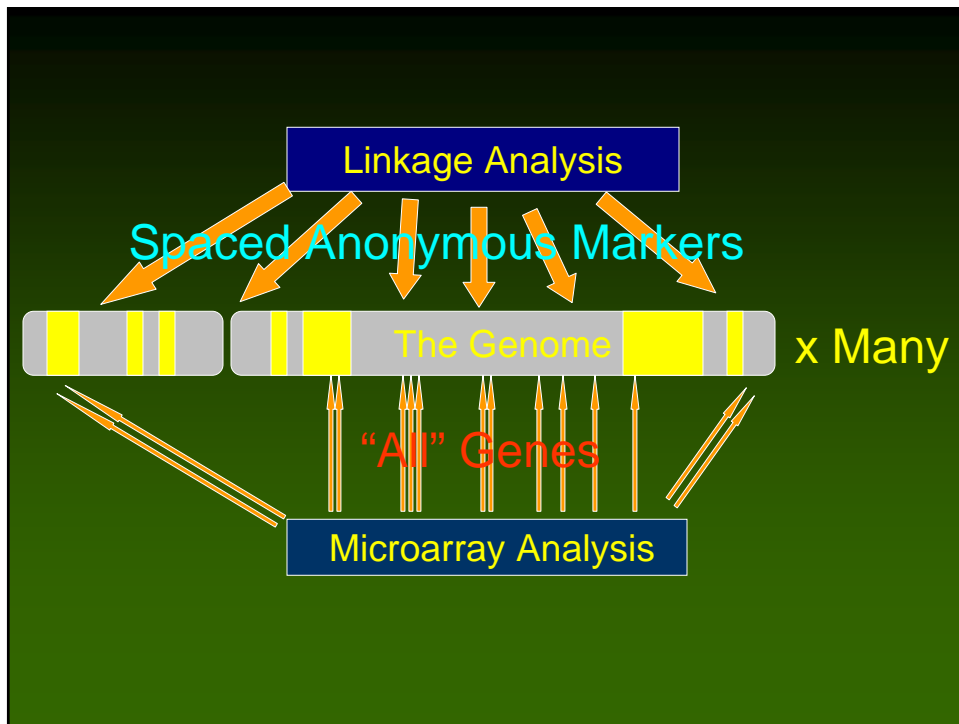 Linkage Analysis
Spaced Anonymous Markers
The Genome
x Many
“All” Genes
Microarray Analysis